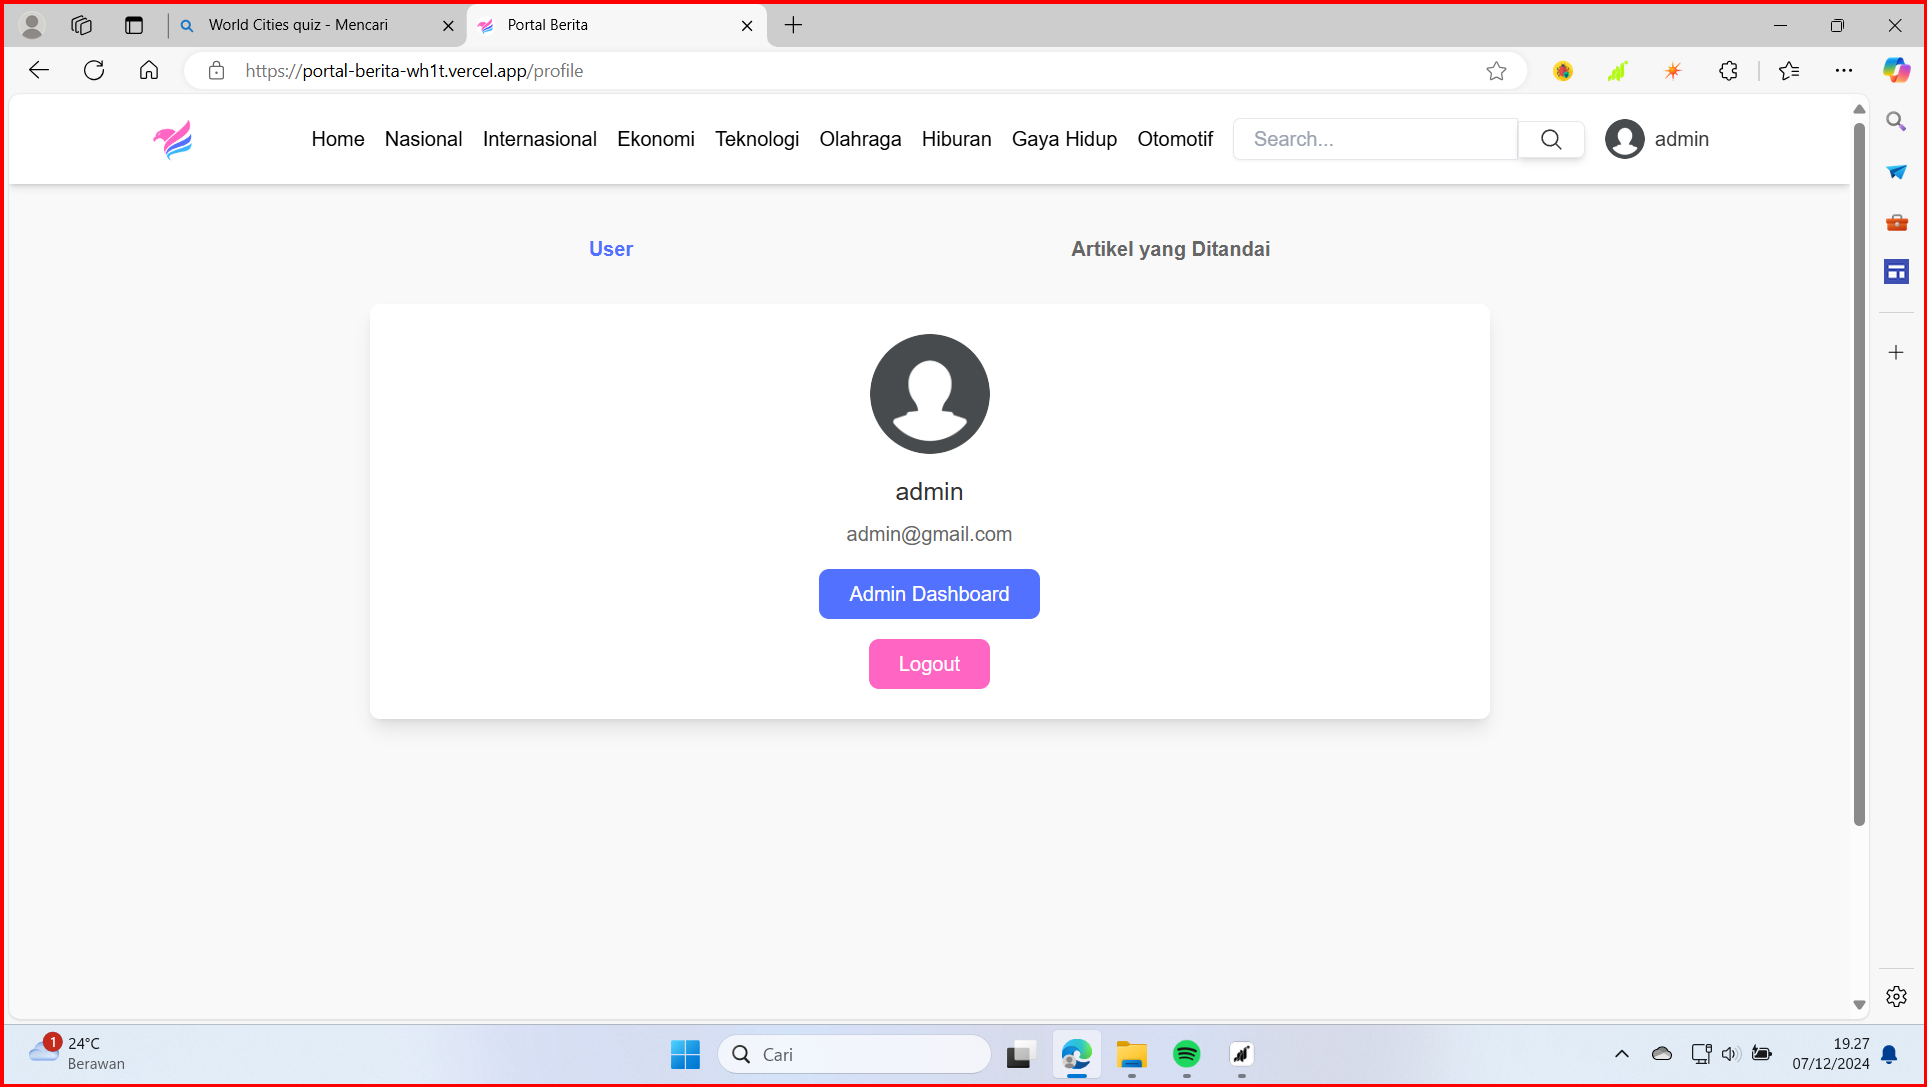 World Cities quiz - Mencari
Portal Berita
https://portal-berita-wh1t.vercel.app/profile
Home Nasional Internasional Ekonomi Teknologi Olahraga Hiburan Gaya Hidup Otomotif Search... admin
User Artikel yang Ditandai
admin
admin@gmail.com
Admin Dashboard
Logout
1
24°C
Berawan
Cari
19.27
07/12/2024